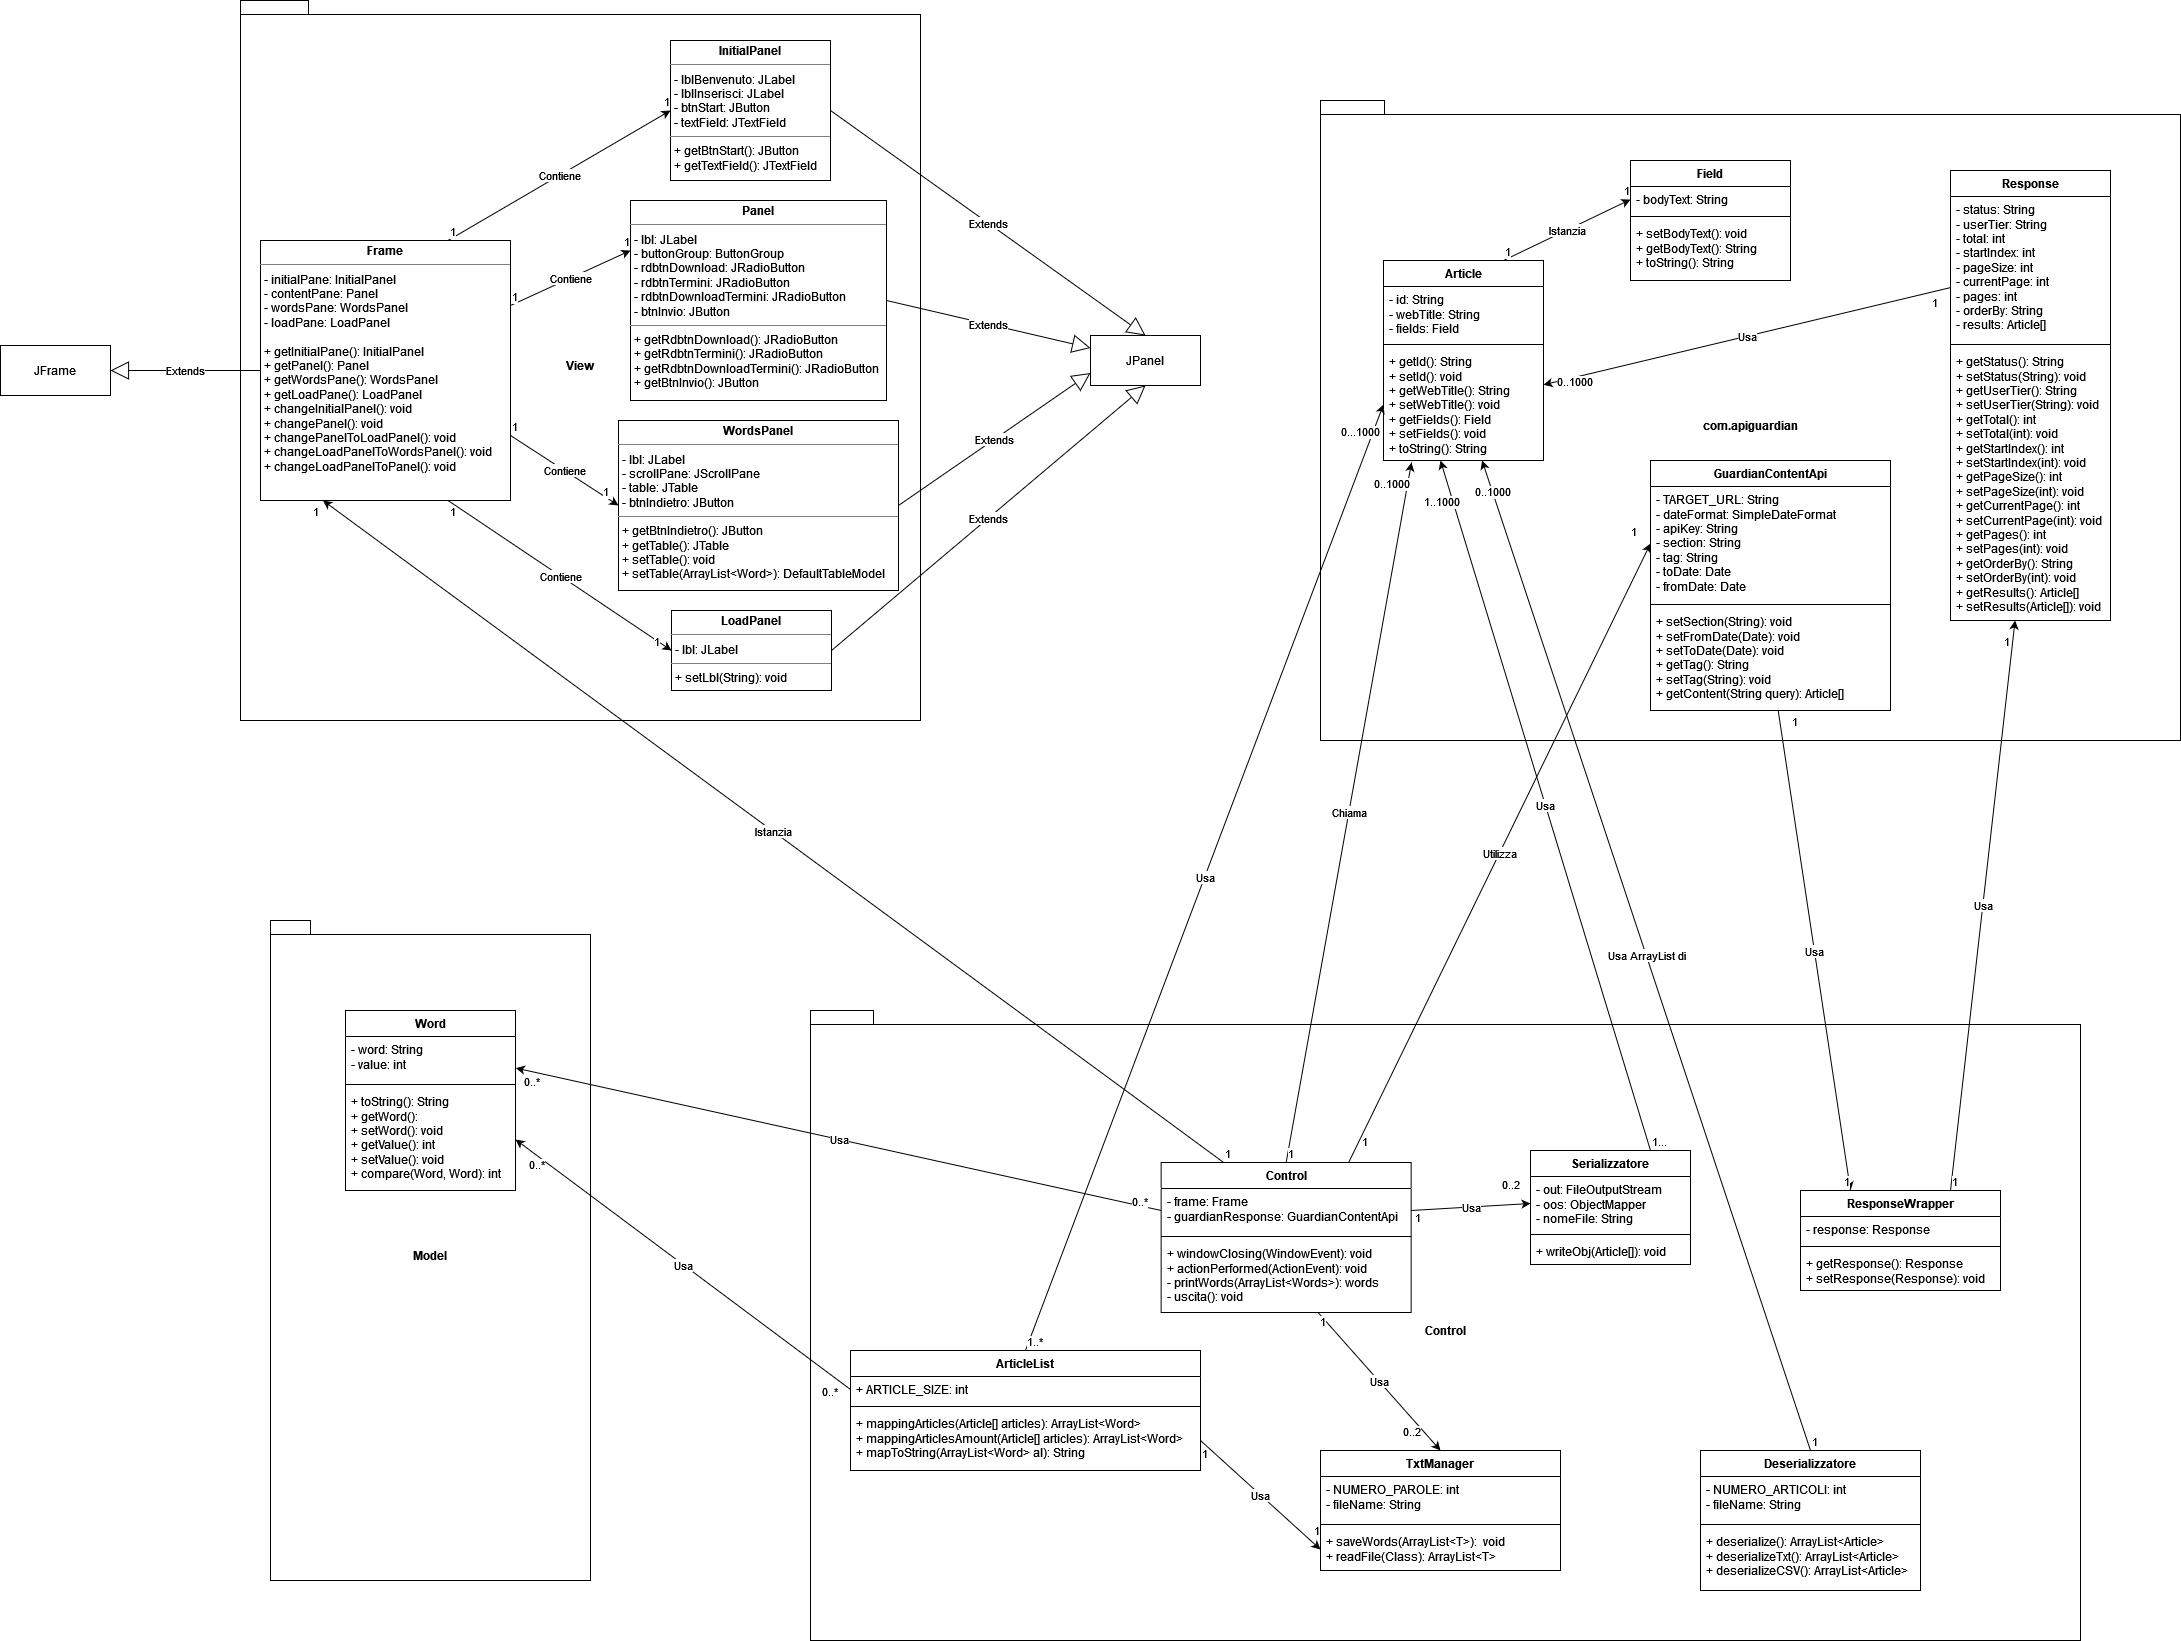 InitialPanel
- lblBenvenuto: JLabel
- lblInserisci: JLabel
- btnStart: JButton
- textField: JTextField
+ getBtnStart(): JButton
+ getTextField(): JTextField
1
Contiene
1
Panel
- lbl: JLabel
- buttonGroup: ButtonGroup
- rdbtnDownload: JRadioButton
- rdbtnTermini: JRadioButton
- rdbtnDownloadTermini: JRadioButton
- btnInvio: JButton
+ getRdbtnDownload(): JRadioButton
+ getRdbtnTermini(): JRadioButton
+ getRdbtnDownloadTermini(): JRadioButton
+ getBtnInvio(): JButton
1
Contiene
1
Frame
- initialPane: InitialPanel
- contentPane: Panel
- wordsPane: WordsPanel
- loadPane: LoadPanel
+ getInitialPane(): InitialPanel
+ getPanel(): Panel
+ getWordsPane(): WordsPanel
+ getLoadPane(): LoadPanel
+ changeInitialPanel(): void
+ changePanel(): void
+ changePanelToLoadPanel(): void
+ changeLoadPanelToWordsPanel(): void
+ changeLoadPanelToPanel(): void
JFrame
Extends
View
Extends
Extends
JPanel
Extends
Extends
1
Contiene
1
WordsPanel
- lbl: JLabel
- scrollPane: JScrollPane
- table: JTable
- btnIndietro: JButton
+ getBtnIndietro(): JButton
+ getTable(): JTable
+ setTable(): void
+ setTable(ArrayList<Word>): DefaultTableModel
1
1
Contiene
1
LoadPanel
- lbl: JLabel
+ setLbl(String): void
Field
- bodyText: String
+ setBodyText(): void
+ getBodyText(): String
+ toString(): String
1
Istanzia
1
Article
- id: String
- webTitle: String
- fields: Field
+ getId(): String
+ setId(): void
+ getWebTitle(): String
+ setWebTitle(): void
+ getFields(): Field
+ setFields(): void
+ toString(): String
Response
- status: String
- userTier: String
- total: int
- startIndex: int
- pageSize: int
- currentPage: int
- pages: int
- orderBy: String
- results: Article[]
+ getStatus(): String
+ setStatus(String): void
+ getUserTier(): String
+ setUserTier(String): void
+ getTotal(): int
+ setTotal(int): void
+ getStartIndex(): int
+ setStartIndex(int): void
+ getPageSize(): int
+ setPageSize(int): void
+ getCurrentPage(): int
+ setCurrentPage(int): void
+ getPages(): int
+ setPages(int): void
+ getOrderBy(): String
+ setOrderBy(int): void
+ getResults(): Article[]
+ setResults(Article[]): void
1
Usa
0..1000
com.apiguardian
0...1000
0..1000
1..1000
0..1000
GuardianContentApi
- TARGET_URL: String
- dateFormat: SimpleDateFormat
- apiKey: String
- section: String
- tag: String
- toDate: Date
- fromDate: Date
+ setSection(String): void
+ setFromDate(Date): void
+ setToDate(Date): void
+ getTag(): String
+ setTag(String): void
+ getContent(String query): Article[]
1
1
1
Istanzia
Usa
Chiama
Utilizza
Usa
Usa ArrayList di
Usa
Usa
Word
- word: String
- value: int
+ toString(): String
+ getWord():
+ setWord(): void
+ getValue(): int
+ setValue(): void
+ compare(Word, Word): int
Model
0..*
Usa
0..*
0..*
Usa
0..*
1
1
1
Control
- frame: Frame
- guardianResponse: GuardianContentApi
+ windowClosing(WindowEvent): void
+ actionPerformed(ActionEvent): void
- printWords(ArrayList<Words>): words
- uscita(): void
1
Usa
0..2
1...
Serializzatore
- out: FileOutputStream
- oos: ObjectMapper
- nomeFile: String
+ writeObj(Article[]): void
1
1
ResponseWrapper
- response: Response
+ getResponse(): Response
+ setResponse(Response): void
Control
1
Usa
0..2
1..*
ArticleList
+ ARTICLE_SIZE: int
+ mappingArticles(Article[] articles): ArrayList<Word>
+ mappingArticlesAmount(Article[] articles): ArrayList<Word>
+ mapToString(ArrayList<Word> al): String
1
Usa
1
TxtManager
- NUMERO_PAROLE: int
- fileName: String
+ saveWords(ArrayList<T>): void
+ readFile(Class): ArrayList<T>
1
Deserializzatore
- NUMERO_ARTICOLI: int
- fileName: String
+ deserialize(): ArrayList<Article>
+ deserializeTxt(): ArrayList<Article>
+ deserializeCSV(): ArrayList<Article>